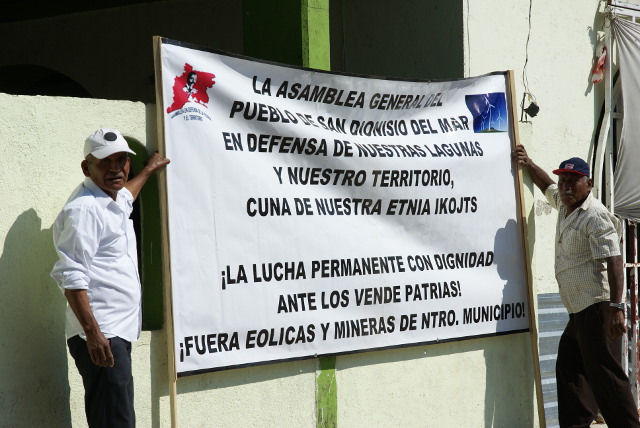 LA ASAMBLEA GENERAL DEL
PUEBLO DE SAN DIONISIO DEL MAR
EN DEFENSA DE NUESTRAS LAGUNAS
Y NUESTRO TERRITORIO,
CUNA DE NUESTRA ETNIA IKOJTS
¡LA LUCHA PERMANENTE CON DIGNIDAD
ANTE LOS VENDE PATRIAS!
¡FUERA EOLICAS Y MINERAS DE NTRO. MUNICIPIO!